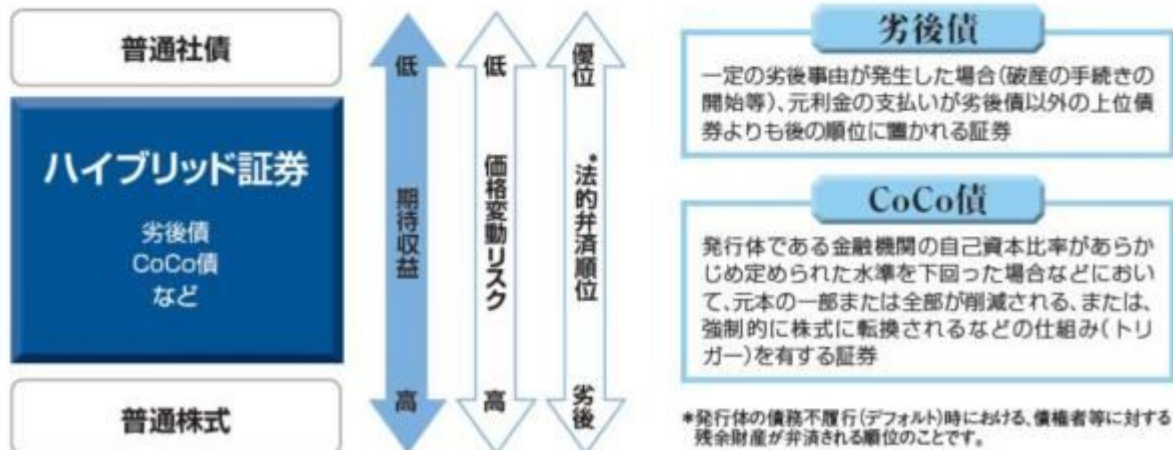 普通社債
ハイブリッド証券
劣後債
CoCo債
など
普通株式
低
期待収益
高
低
価格変動リスク
高
優位
*法的弁済順位
劣後
劣後債
一定の劣後事由が発生した場合(破産の手続きの
開始等)、元利金の支払いが劣後債以外の上位債
券よりも後の順位に置かれる証券
CoCo債
発行体である金融機関の自己資本比率があらか
じめ定められた水準を下回った場合などにおい
て、元本の一部または全部が削減される、または、
強制的に株式に転換されるなどの仕組み(トリ
ガー)を有する証券
*発行体の債務不履行(デフォルト)時における、債権者等に対する
残余財産が弁済される順位のことです。